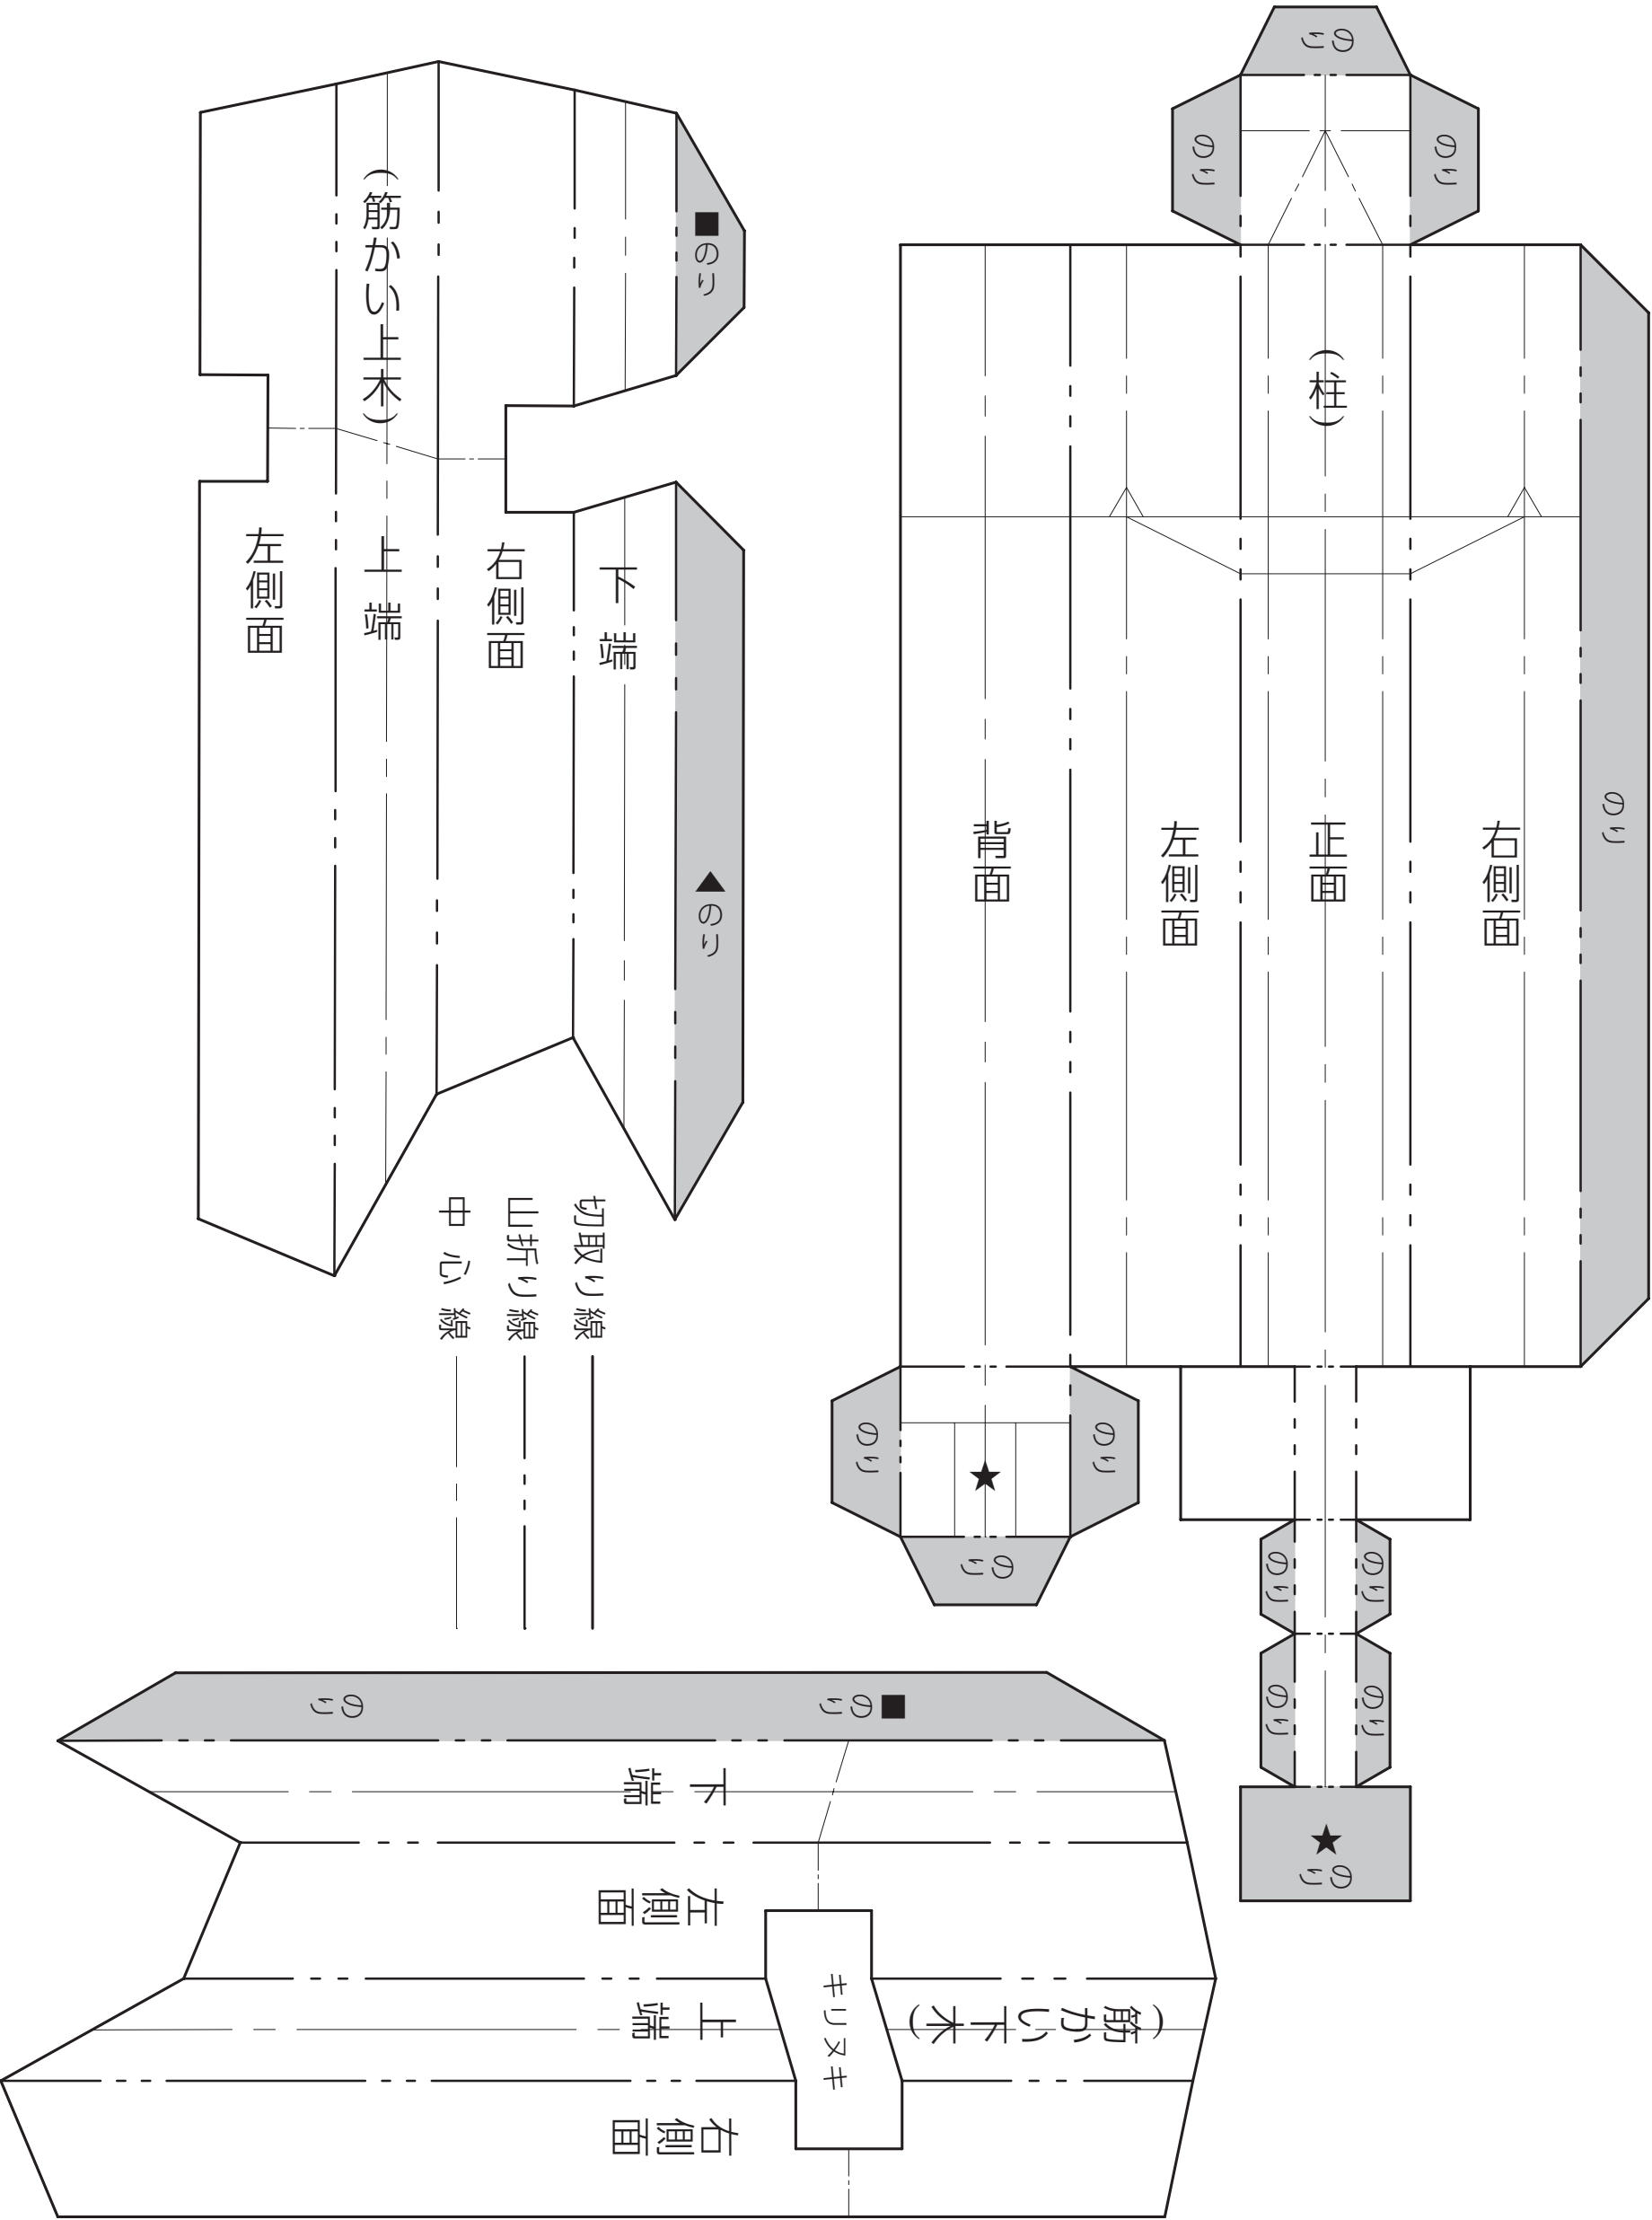 のり
のり
のり
(柱)
背面
左側面
正面
右側面
のり
のり
のり
★
のり
のり
のり
のり
のり
★
のり
(筋かい上木)
■のり
左側面
上端
右側面
下端
▲のり
切取り線
山折り線
中心線
のり
■のり
下端
左側面
キリヌキ
(筋かい下木)
上端
右側面